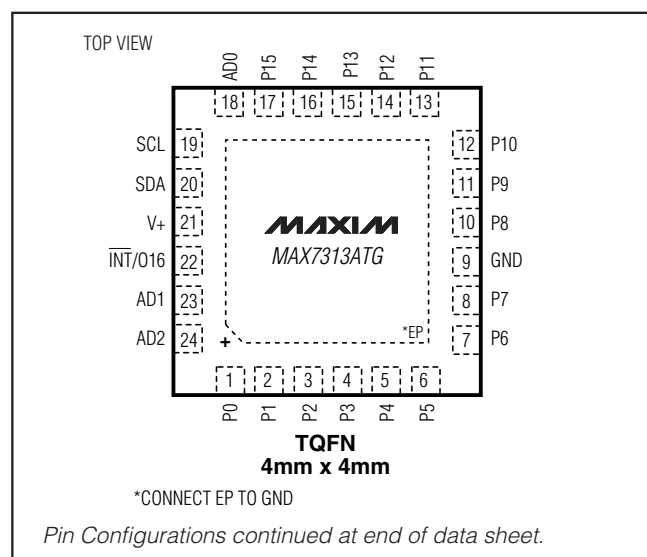 TOP VIEW
AD0 P15 P14 P13 P12 P11
18 17 16 15 14 13
SCL 19
SDA 20
V+ 21
INT/O16 22
AD1 23
AD2 24
12 P10
11 P9
10 P8
9 GND
8 P7
7 P6
MAXIM
MAX7313ATG
*EP
+
1 2 3 4 5 6
P0 P1 P2 P3 P4 P5
TQFN
4mm x 4mm
*CONNECT EP TO GND
Pin Configurations continued at end of data sheet.